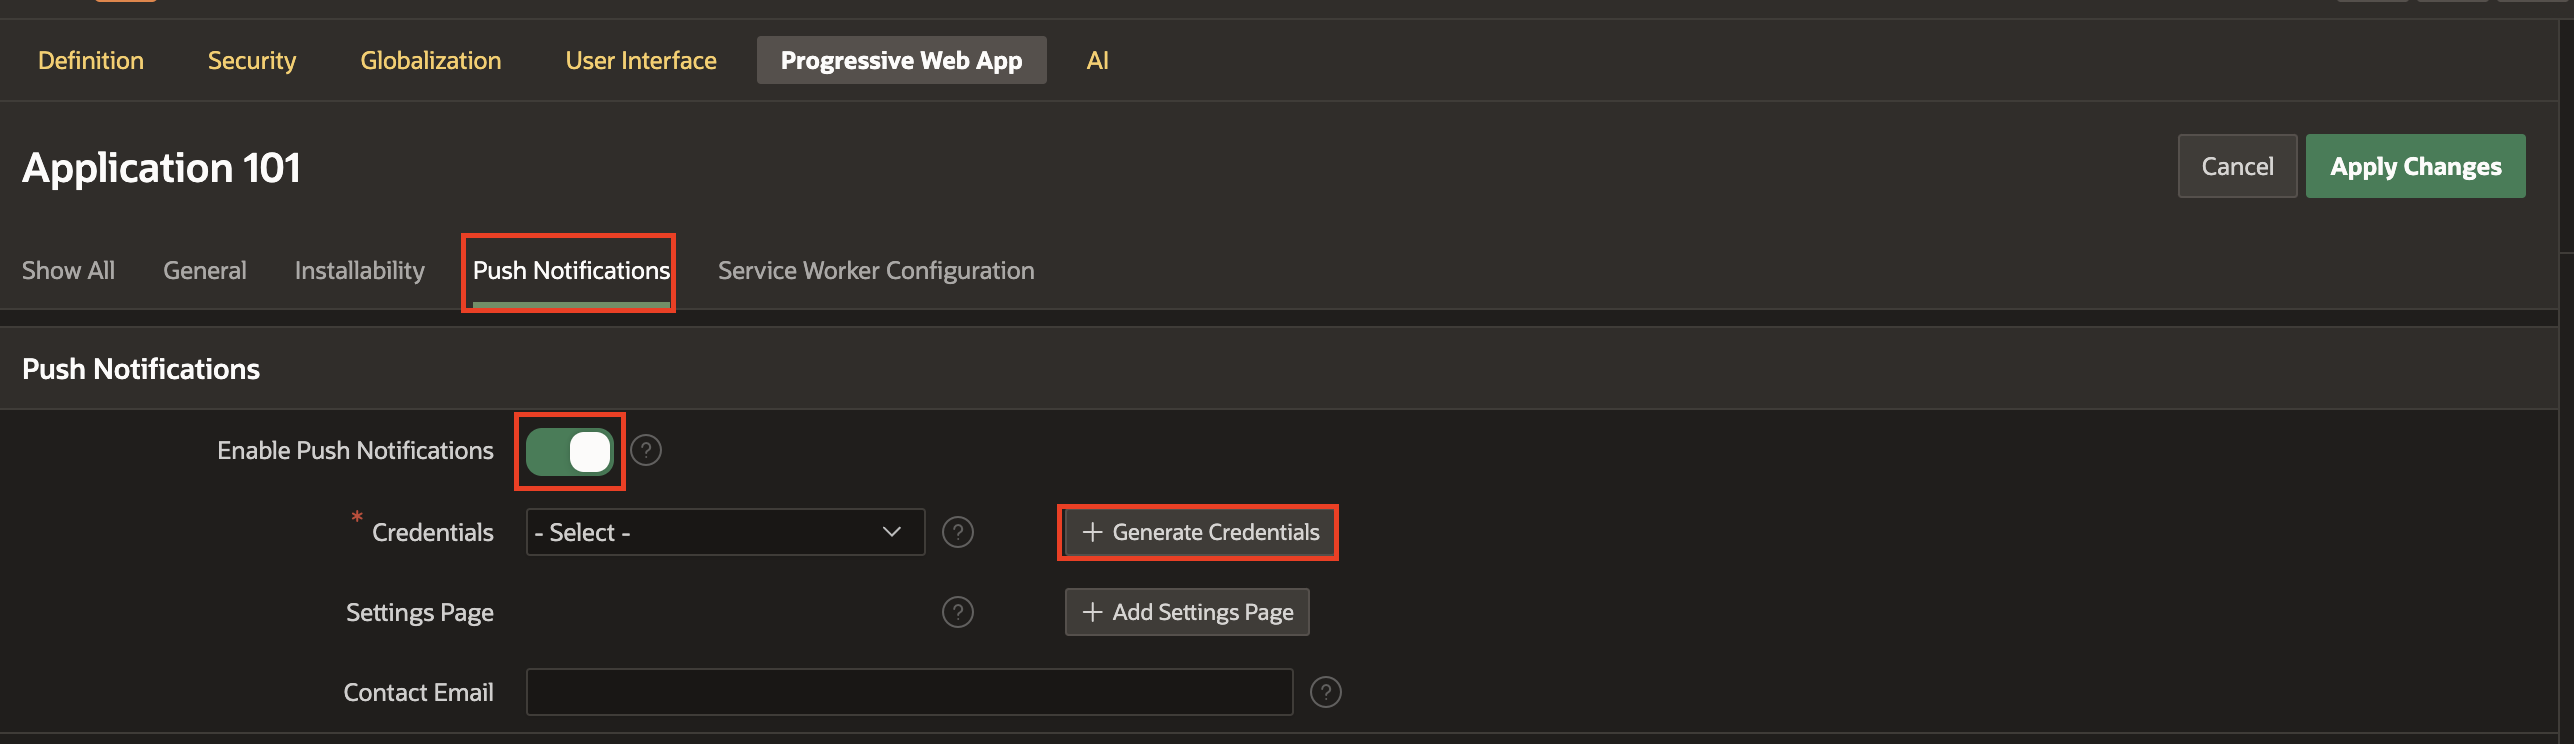 Definition Security Globalization User Interface Progressive Web App AI
Application 101
Cancel Apply Changes
Show All General Installability Push Notifications Service Worker Configuration
Push Notifications
Enable Push Notifications ?
* Credentials - Select - ? + Generate Credentials
Settings Page ? + Add Settings Page
Contact Email ?